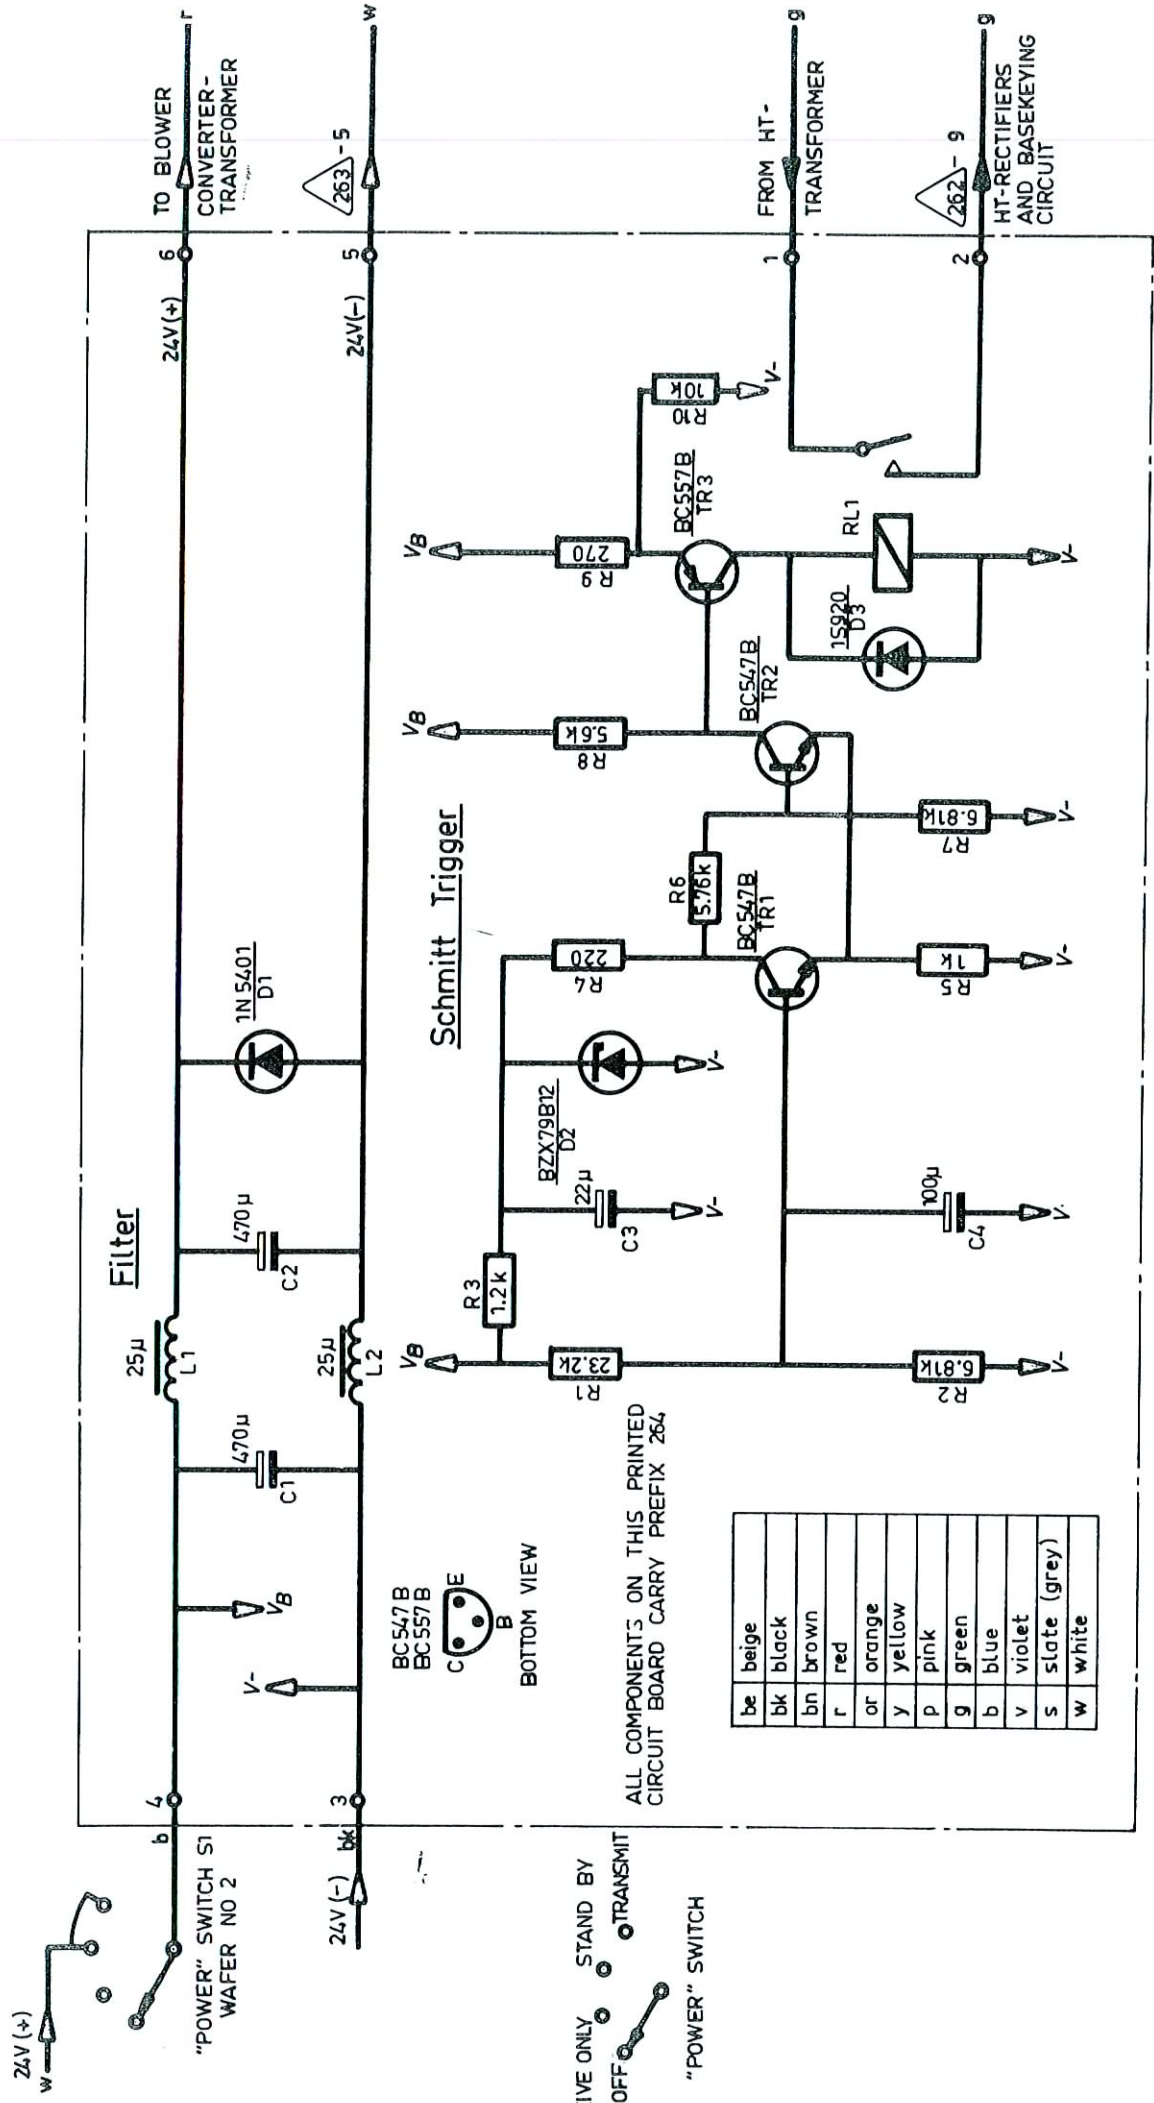 24V(+)
w
"POWER" SWITCH S1
WAFER NO 2
24V(-)
b
bk
4
3
V-
VB
470µ
C1
25µ
L1
25µ
L2
Filter
470µ
C2
1N5401
D1
24V(+)
24V(-)
6
5
TO BLOWER
CONVERTER-
TRANSFORMER
r
263 - 5
w
BC547B
BC557B
C
E
B
BOTTOM VIEW
Schmitt Trigger
VB
R3
1.2k
23.2k
R1
6.81k
R2
V-
22µ
C3
V-
BZX79B12
D2
V-
100µ
C4
V-
220
R4
BC547B
TR1
1k
R5
V-
R6
5.76k
6.81k
R7
V-
VB
5.6k
R8
BC547B
TR2
VB
270
R9
BC557B
TR3
10k
R10
V-
1S920
D3
RL1
V-
1
FROM HT-
TRANSFORMER
g
2
262 - 9
HT-RECTIFIERS
AND BASEKEYING
CIRCUIT
g
ALL COMPONENTS ON THIS PRINTED
CIRCUIT BOARD CARRY PREFIX 264
be beige
bk black
bn brown
r red
or orange
y yellow
p pink
g green
b blue
v violet
s slate (grey)
w white
IVE ONLY
STAND BY
OFF
TRANSMIT
"POWER" SWITCH